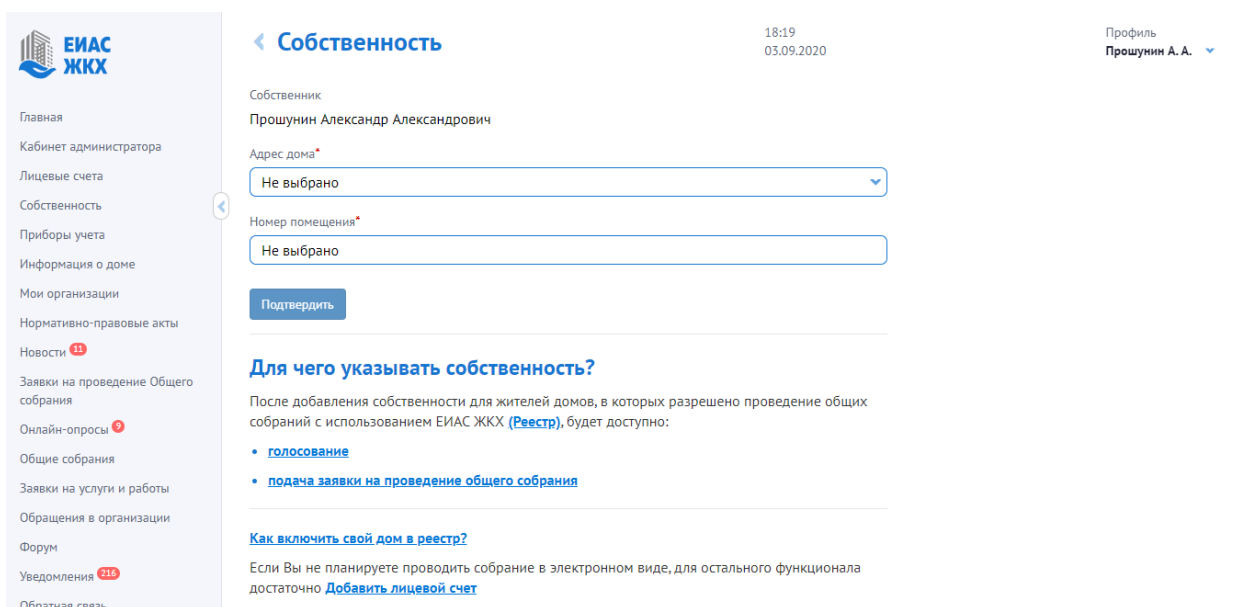 ЕИАС
ЖКХ
Собственность
18:19
03.09.2020
Профиль
Прошунин А. А.
Главная
Кабинет администратора
Лицевые счета
Собственность
Приборы учета
Информация о доме
Мои организации
Нормативно-правовые акты
Новости 11
Заявки на проведение Общего
собрания
Онлайн-опросы 9
Общие собрания
Заявки на услуги и работы
Обращения в организации
Форум
Уведомления 216
Обратная связь
Собственник
Прошунин Александр Александрович
Адрес дома*
Не выбрано
Номер помещения*
Не выбрано
Подтвердить
Для чего указывать собственность?
После добавления собственности для жителей домов, в которых разрешено проведение общих
собраний с использованием ЕИАС ЖКХ (Реестр), будет доступно:
• голосование
• подача заявки на проведение общего собрания
Как включить свой дом в реестр?
Если Вы не планируете проводить собрание в электронном виде, для остального функционала
достаточно Добавить лицевой счет